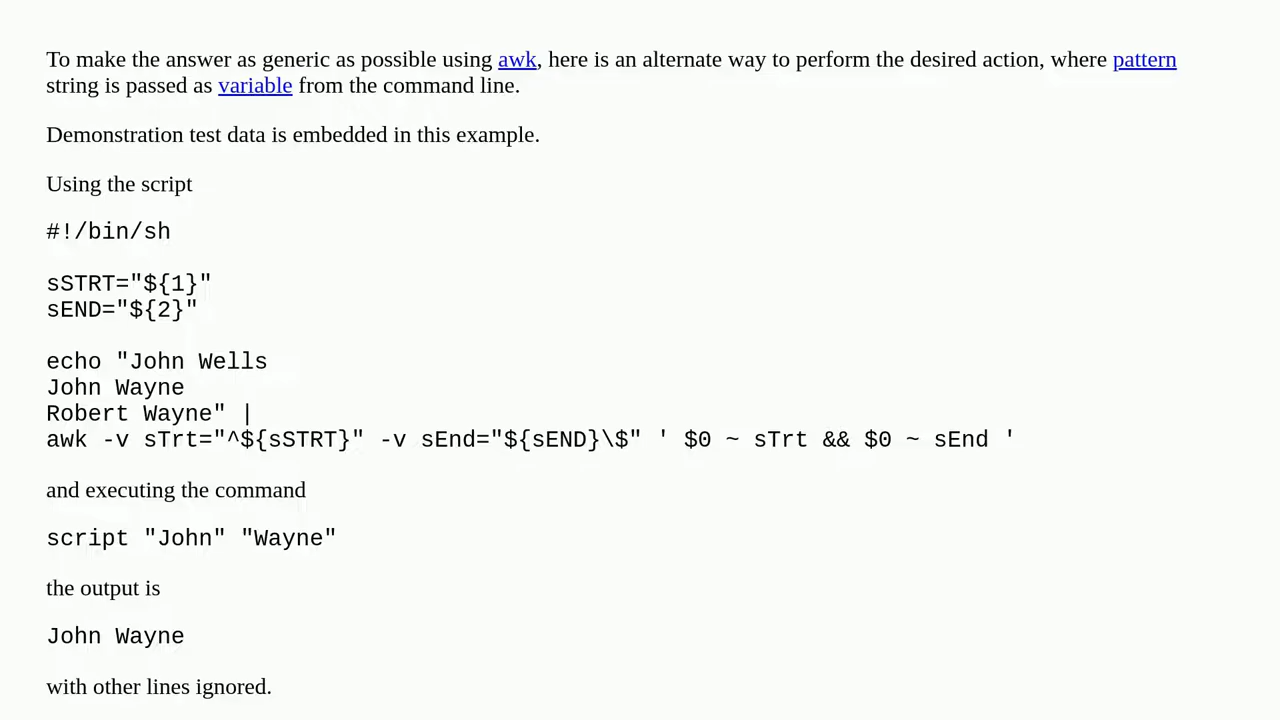 To make the answer as generic as possible using awk, here is an alternate way to perform the desired action, where pattern
string is passed as variable from the command line.
Demonstration test data is embedded in this example.
Using the script
#!/bin/sh
sSTRT="${1}"
sEND="${2}"
echo "John Wells
John Wayne
Robert Wayne" |
awk -v sTrt="^${sSTRT}" -v sEnd="${sEND}\$" ' $0 ~ sTrt && $0 ~ sEnd '
and executing the command
script "John" "Wayne"
the output is
John Wayne
with other lines ignored.